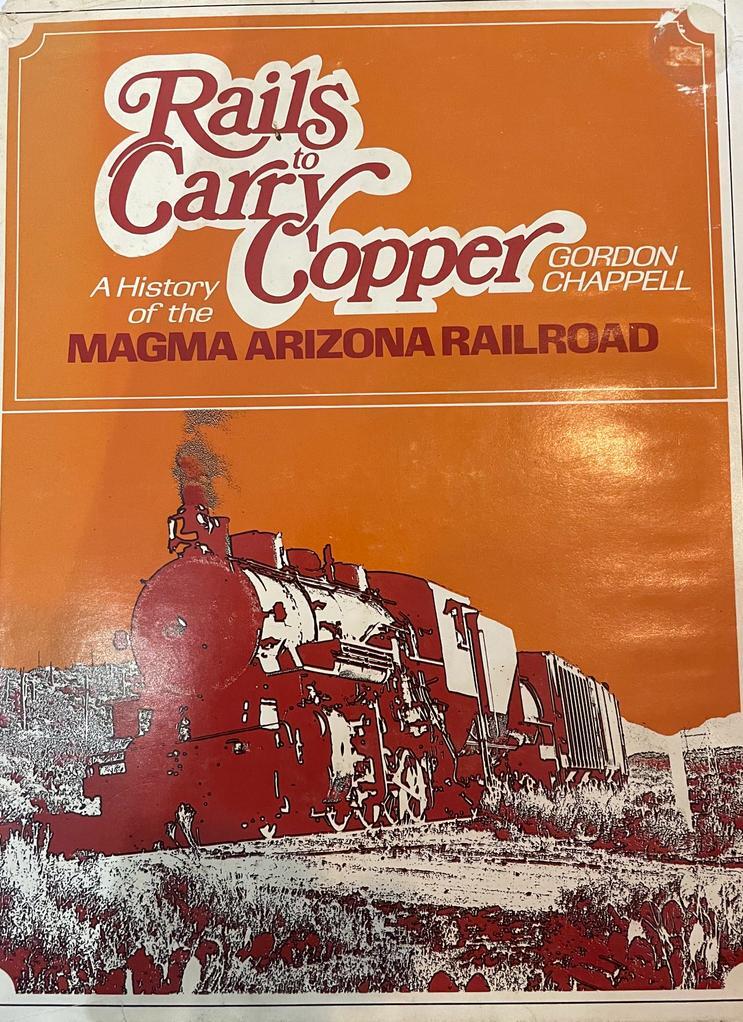 Rails
to
Carry
Copper
GORDON
CHAPPELL
A History
of the
MAGMA ARIZONA RAILROAD